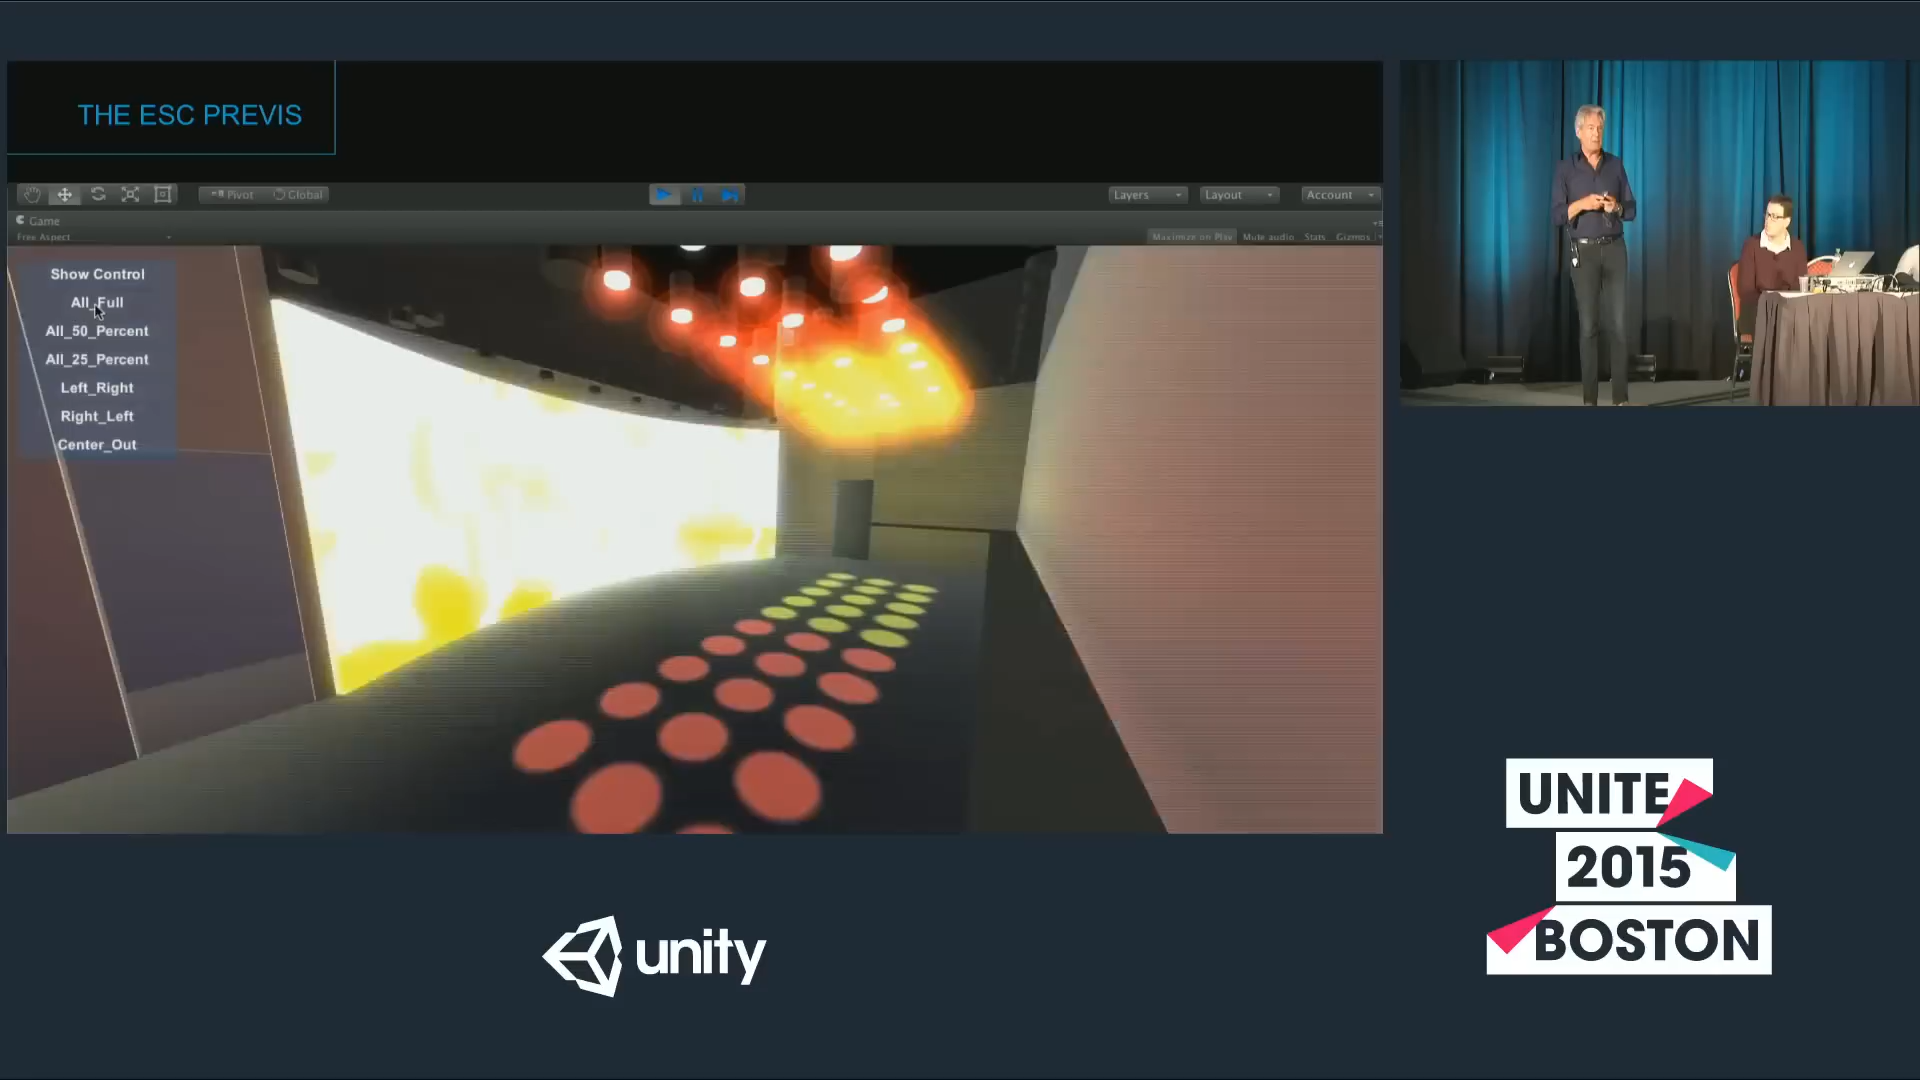 THE ESC PREVIS
Pivot Global
Layers Layout Account
Game
Free Aspect
Maximize on Play Mute audio Stats Gizmos
Show Control
All_Full
All_50_Percent
All_25_Percent
Left_Right
Right_Left
Center_Out
UNITE
2015
BOSTON
unity